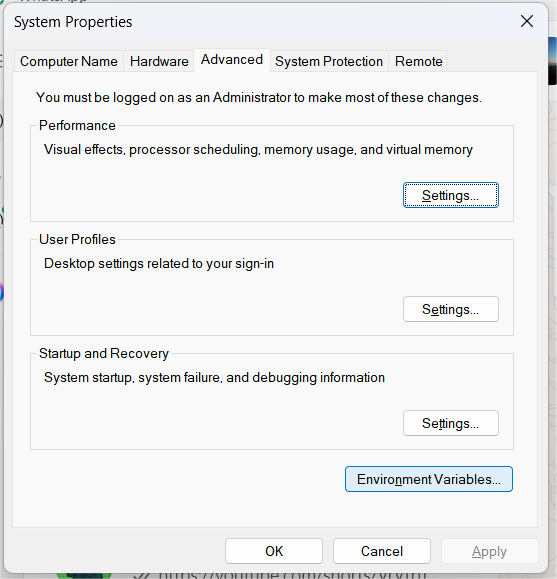 WhatsApp
System Properties
Computer Name
Hardware
Advanced
System Protection
Remote
You must be logged on as an Administrator to make most of these changes.
Performance
Visual effects, processor scheduling, memory usage, and virtual memory
Settings...
User Profiles
Desktop settings related to your sign-in
Settings...
Startup and Recovery
System startup, system failure, and debugging information
Settings...
Environment Variables...
OK
Cancel
Apply